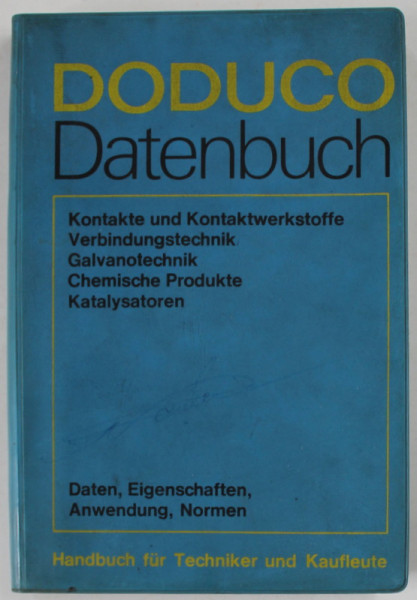 DODUCO
Datenbuch
Kontakte und Kontaktwerkstoffe
Verbindungstechnik
Galvanotechnik
Chemische Produkte
Katalysatoren
Daten, Eigenschaften,
Anwendung, Normen
Handbuch für Techniker und Kaufleute